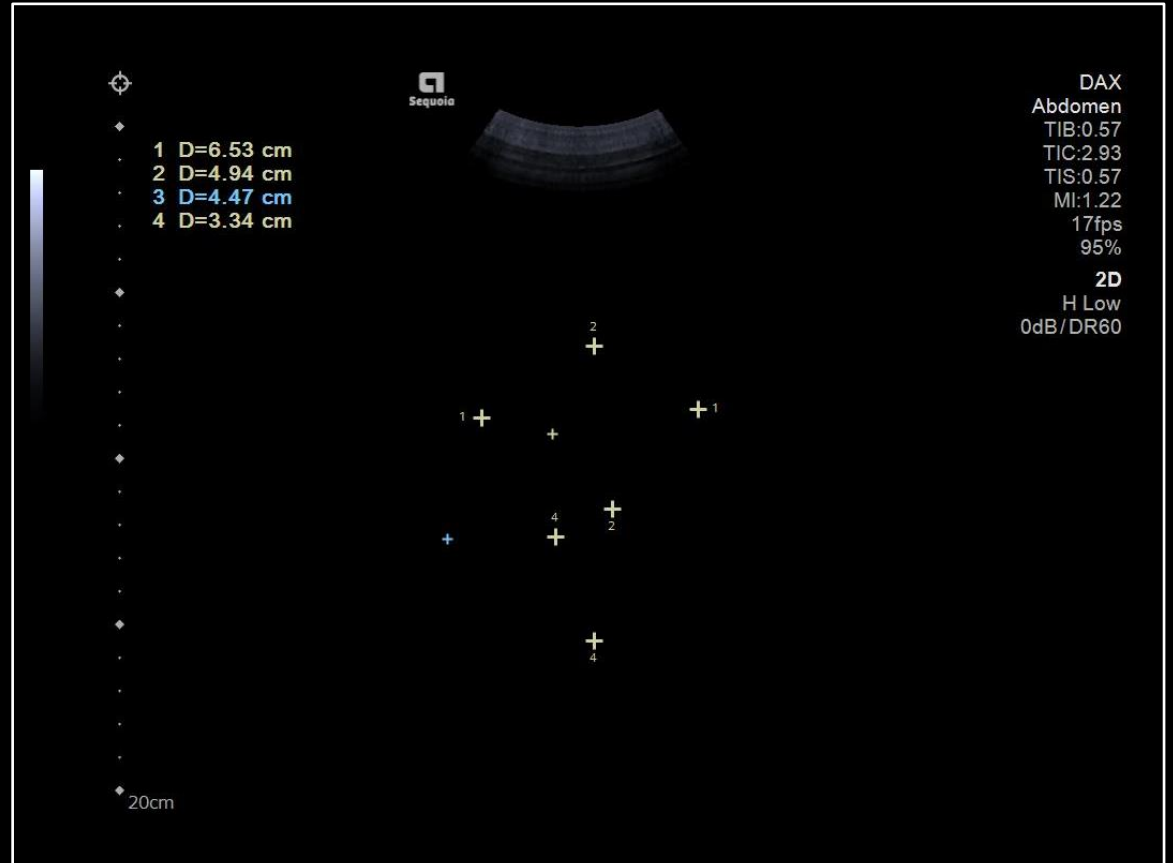 Sequoia
1 D=6.53 cm
2 D=4.94 cm
3 D=4.47 cm
4 D=3.34 cm
DAX
Abdomen
TIB:0.57
TIC:2.93
TIS:0.57
MI:1.22
17fps
95%
2D
H Low
0dB/DR60
2
1
1
2
4
4
20cm